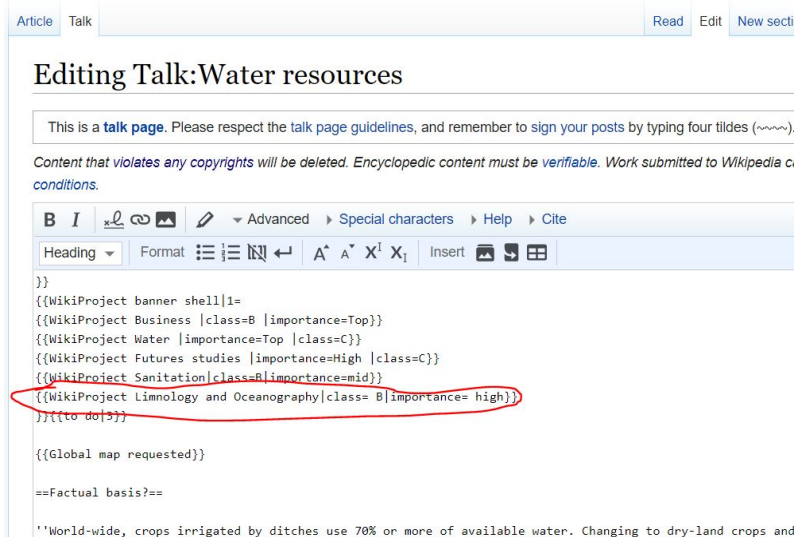 Article Talk Read Edit New secti
Editing Talk:Water resources
This is a talk page. Please respect the talk page guidelines, and remember to sign your posts by typing four tildes (~~~~).
Content that violates any copyrights will be deleted. Encyclopedic content must be verifiable. Work submitted to Wikipedia ca
conditions.
B I Advanced Special characters Help Cite
Heading Format Insert
}}
{{WikiProject banner shell|1=
{{WikiProject Business |class=B |importance=Top}}
{{WikiProject Water |importance=Top |class=C}}
{{WikiProject Futures studies |importance=High |class=C}}
{{WikiProject Sanitation|class=B|importance=mid}}
{{WikiProject Limnology and Oceanography|class= B|importance= high}}
}}{{to do|3}}
{{Global map requested}}
==Factual basis?==
''World-wide, crops irrigated by ditches use 70% or more of available water. Changing to dry-land crops and